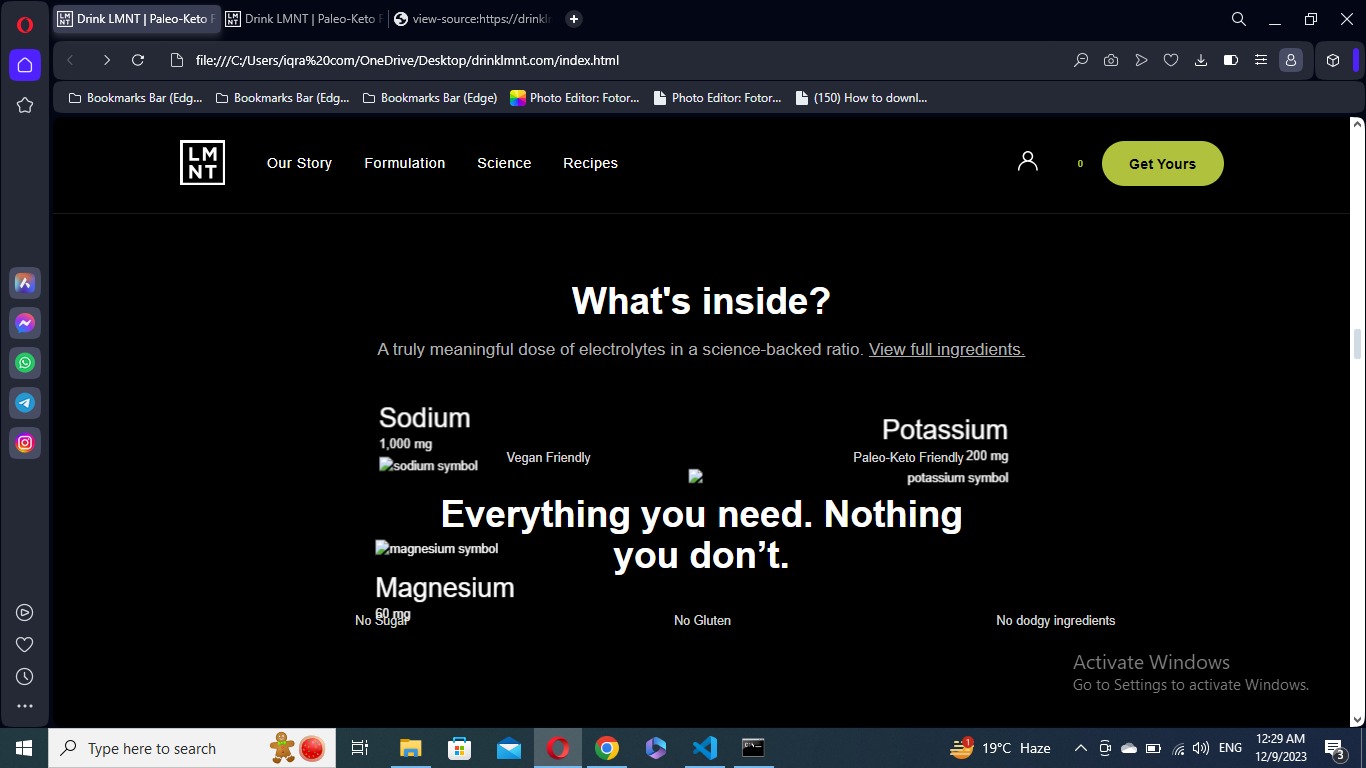 Drink LMNT | Paleo-Keto F
Drink LMNT | Paleo-Keto F
view-source:https://drinkl
file:///C:/Users/iqra%20com/OneDrive/Desktop/drinklmnt.com/index.html
Bookmarks Bar (Edg...
Bookmarks Bar (Edg...
Bookmarks Bar (Edge)
Photo Editor: Fotor...
Photo Editor: Fotor...
(150) How to downl...
LM
NT
Our Story
Formulation
Science
Recipes
0
Get Yours
What's inside?
A truly meaningful dose of electrolytes in a science-backed ratio. View full ingredients.
Sodium
1,000 mg
sodium symbol
Vegan Friendly
Potassium
Paleo-Keto Friendly
200 mg
potassium symbol
Everything you need. Nothing
you don’t.
magnesium symbol
Magnesium
60 mg
No Sugar
No Gluten
No dodgy ingredients
Activate Windows
Go to Settings to activate Windows.
Type here to search
1
19°C Haze
ENG
12:29 AM
12/9/2023
3